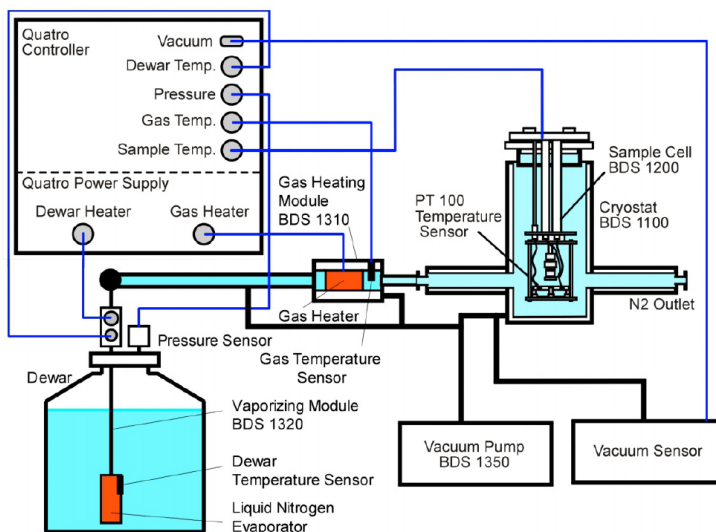 Quatro
Controller
Vacuum
Dewar Temp.
Pressure
Gas Temp.
Sample Temp.
Quatro Power Supply
Dewar Heater
Gas Heater
Gas Heating
Module
BDS 1310
PT 100
Temperature
Sensor
Sample Cell
BDS 1200
Cryostat
BDS 1100
N2 Outlet
Gas Heater
Pressure Sensor
Gas Temperature
Sensor
Dewar
Vaporizing Module
BDS 1320
Dewar
Temperature Sensor
Liquid Nitrogen
Evaporator
Vacuum Pump
BDS 1350
Vacuum Sensor